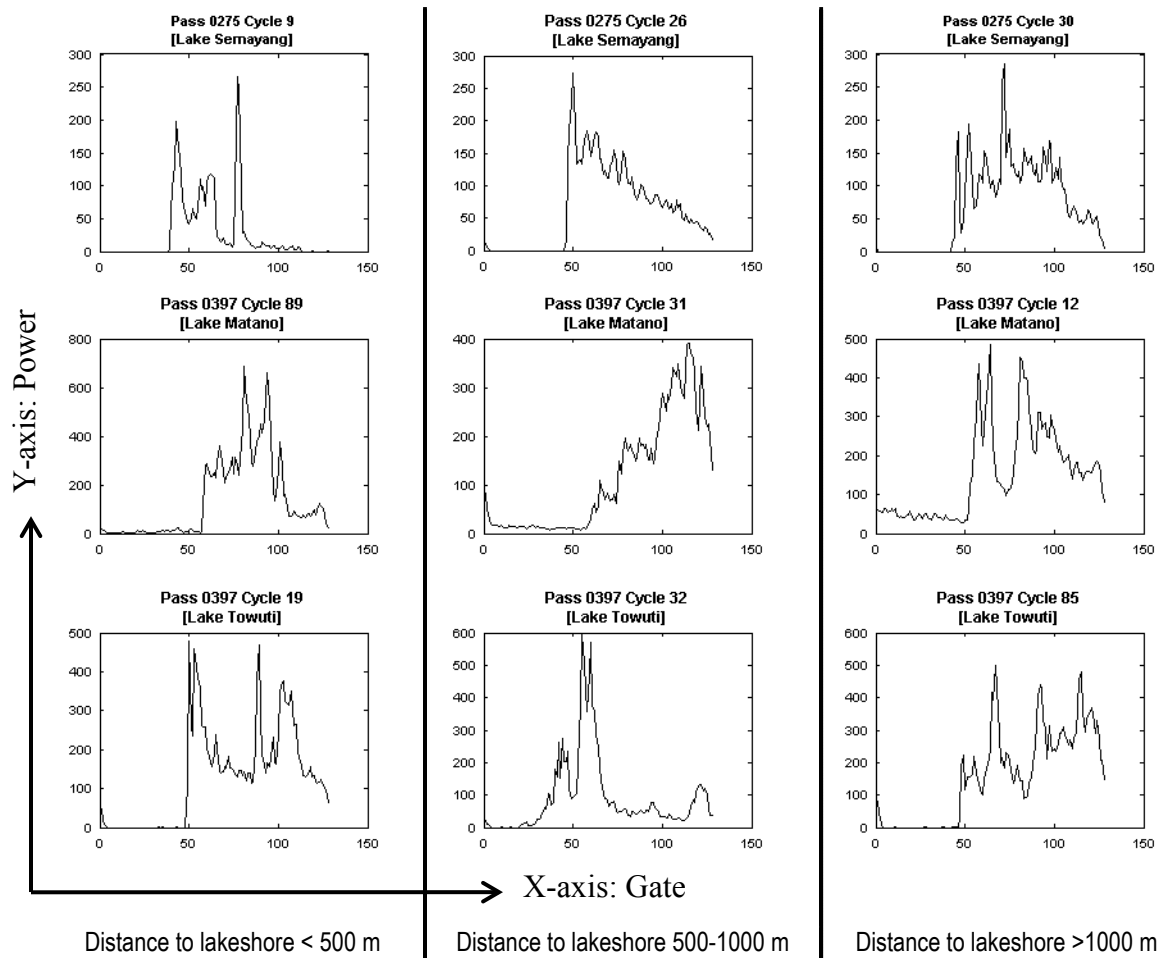 Pass 0275 Cycle 9
[Lake Semayang]
300
250
200
150
100
50
0
0 50 100 150
Pass 0275 Cycle 26
[Lake Semayang]
300
250
200
150
100
50
0
0 50 100 150
Pass 0275 Cycle 30
[Lake Semayang]
300
250
200
150
100
50
0
0 50 100 150
Y-axis: Power
Pass 0397 Cycle 89
[Lake Matano]
800
600
400
200
0
0 50 100 150
Pass 0397 Cycle 31
[Lake Matano]
400
300
200
100
0
0 50 100 150
Pass 0397 Cycle 12
[Lake Matano]
500
400
300
200
100
0
0 50 100 150
Pass 0397 Cycle 19
[Lake Towuti]
500
400
300
200
100
0
0 50 100 150
Pass 0397 Cycle 32
[Lake Towuti]
600
500
400
300
200
100
0
0 50 100 150
Pass 0397 Cycle 85
[Lake Towuti]
600
500
400
300
200
100
0
0 50 100 150
X-axis: Gate
Distance to lakeshore < 500 m
Distance to lakeshore 500-1000 m
Distance to lakeshore >1000 m